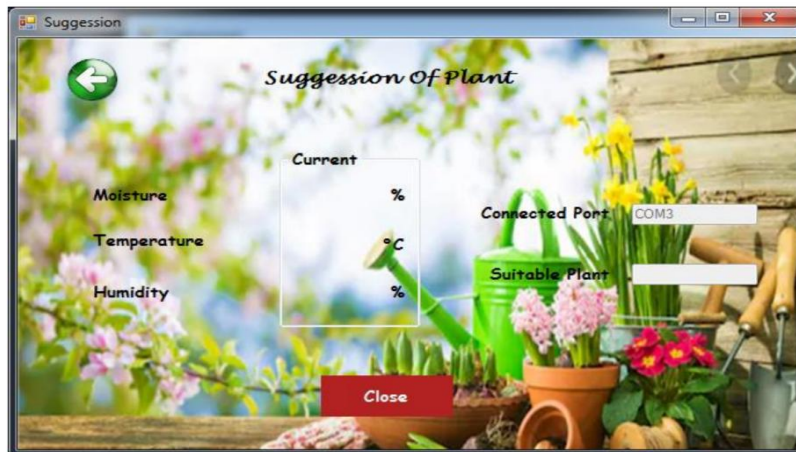 Suggession
Suggession Of Plant
Current
Moisture %
Temperature °C
Humidity %
Connected Port COM3
Suitable Plant
Close